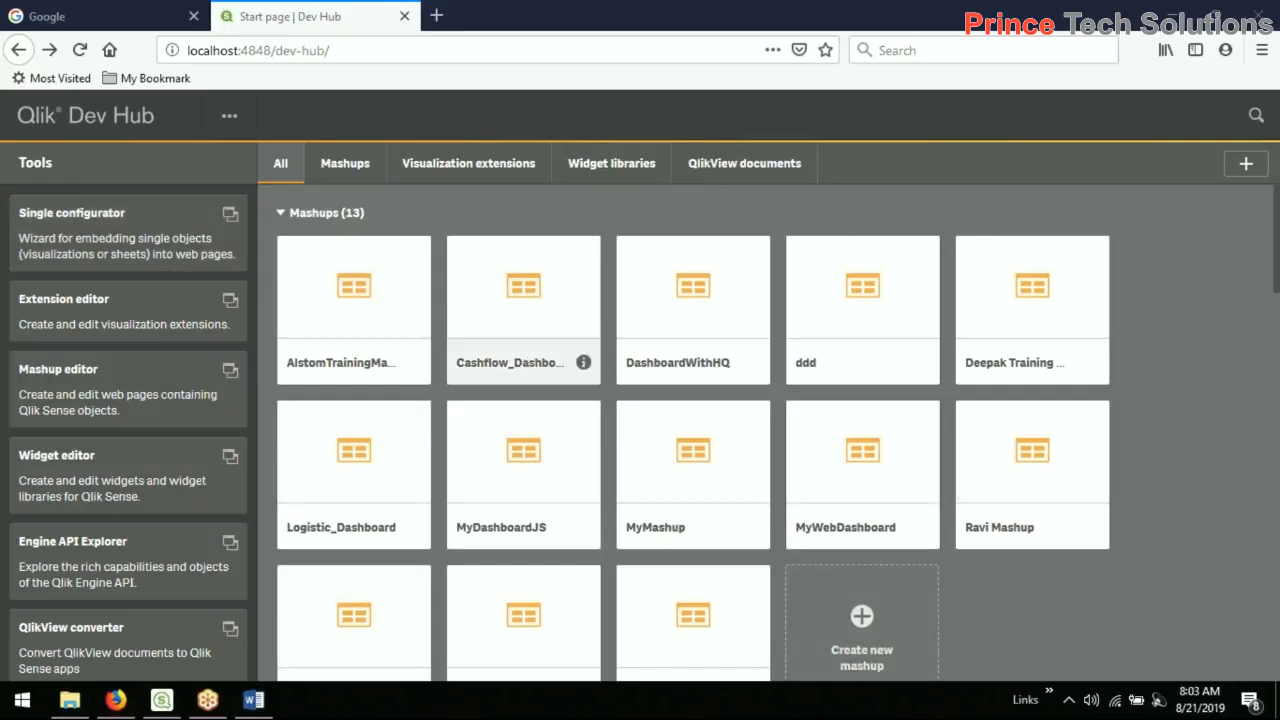 Google
Start page | Dev Hub
Prince Tech Solutions
localhost:4848/dev-hub/
Search
Most Visited
My Bookmark
Qlik® Dev Hub
Tools
All
Mashups
Visualization extensions
Widget libraries
QlikView documents
Single configurator
Wizard for embedding single objects
(visualizations or sheets) into web pages.
Extension editor
Create and edit visualization extensions.
Mashup editor
Create and edit web pages containing
Qlik Sense objects.
Widget editor
Create and edit widgets and widget
libraries for Qlik Sense.
Engine API Explorer
Explore the rich capabilities and objects
of the Qlik Engine API.
QlikView converter
Convert QlikView documents to Qlik
Sense apps
Mashups (13)
AlstomTrainingMa...
Cashflow_Dashbo...
DashboardWithHQ
ddd
Deepak Training ...
Logistic_Dashboard
MyDashboardJS
MyMashup
MyWebDashboard
Ravi Mashup
Create new
mashup
Links
8:03 AM
8/21/2019
8